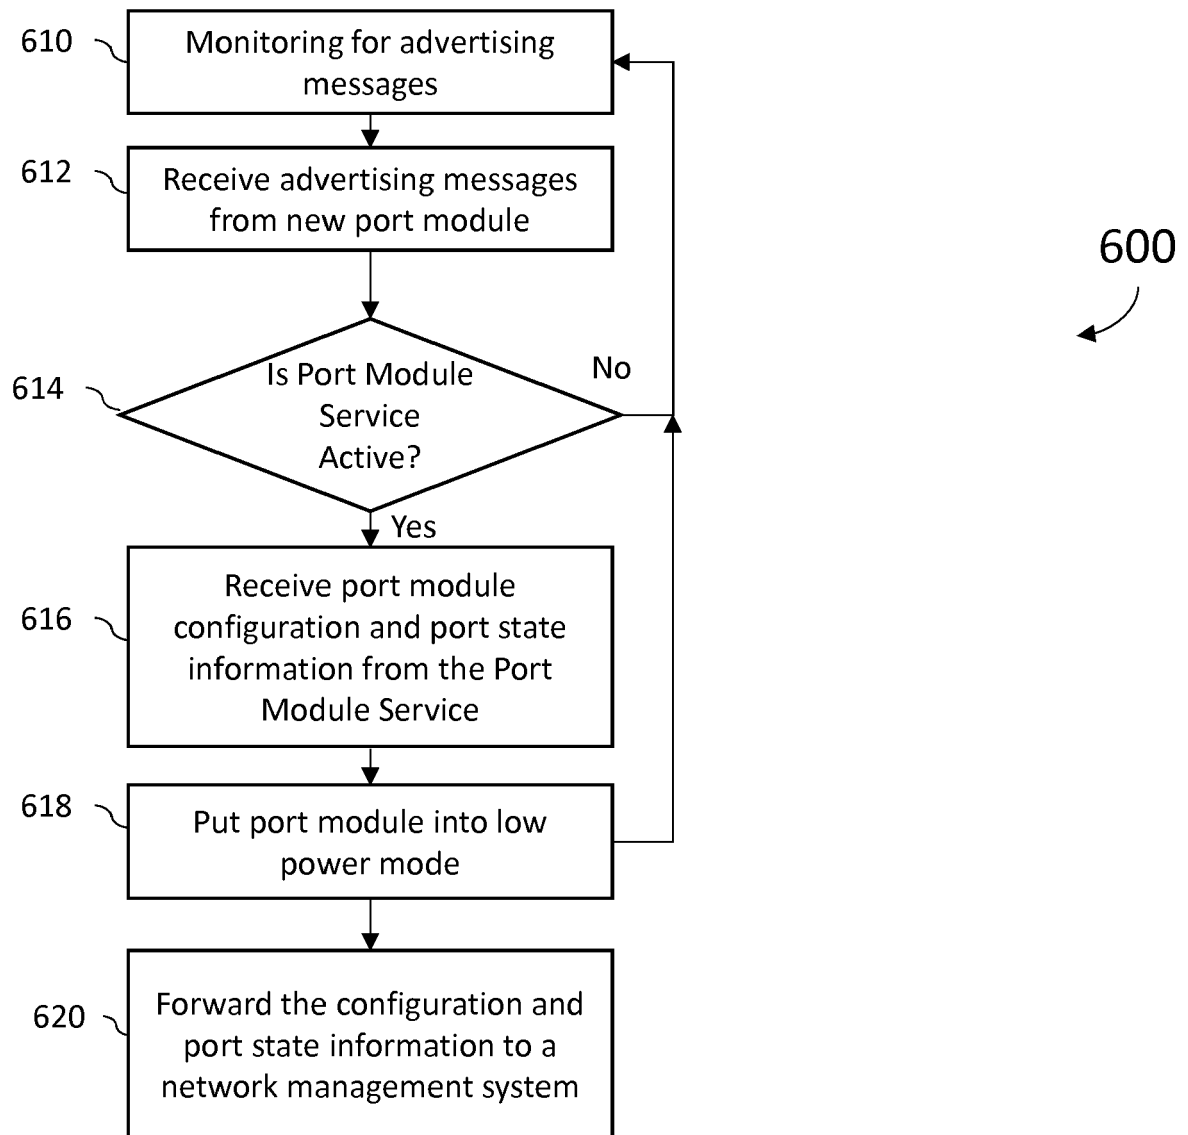 610
Monitoring for advertising
messages
612
Receive advertising messages
from new port module
600
614
Is Port Module
Service
Active?
No
Yes
616
Receive port module
configuration and port state
information from the Port
Module Service
618
Put port module into low
power mode
620
Forward the configuration and
port state information to a
network management system